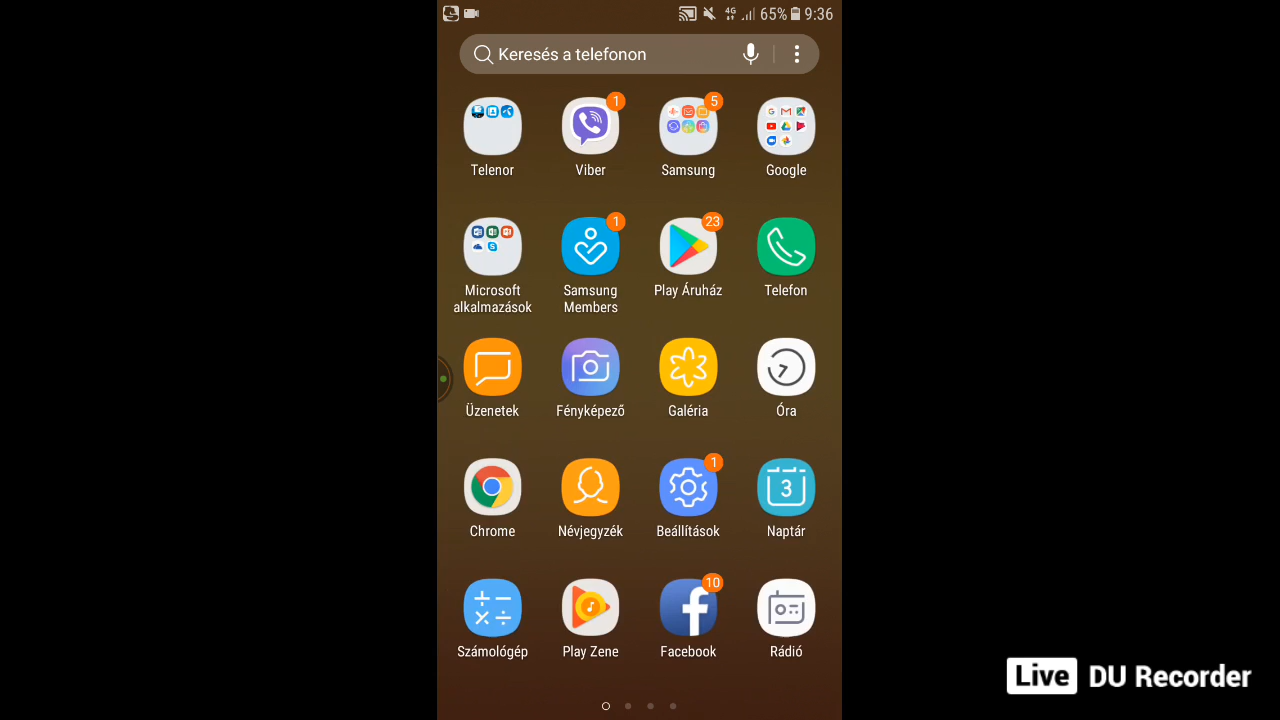 4G 65% 9:36
Keresés a telefonon
1 5
Telenor Viber Samsung Google
1 23
Microsoft alkalmazások Samsung Members Play Áruház Telefon
Üzenetek Fényképező Galéria Óra
1
3
Chrome Névjegyzék Beállítások Naptár
10
Számológép Play Zene Facebook Rádió
Live DU Recorder